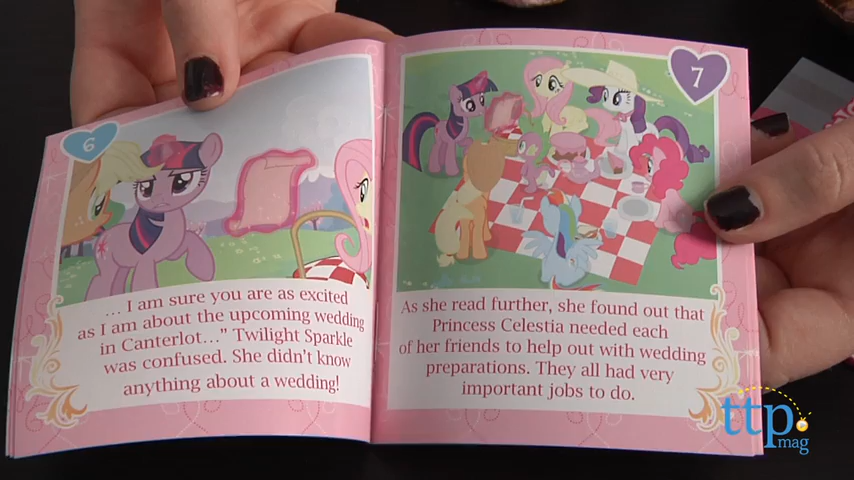 6
... I am sure you are as excited
as I am about the upcoming wedding
in Canterlot...” Twilight Sparkle
was confused. She didn't know
anything about a wedding!
7
As she read further, she found out that
Princess Celestia needed each
of her friends to help out with wedding
preparations. They all had very
important jobs to do.
ttp
mag